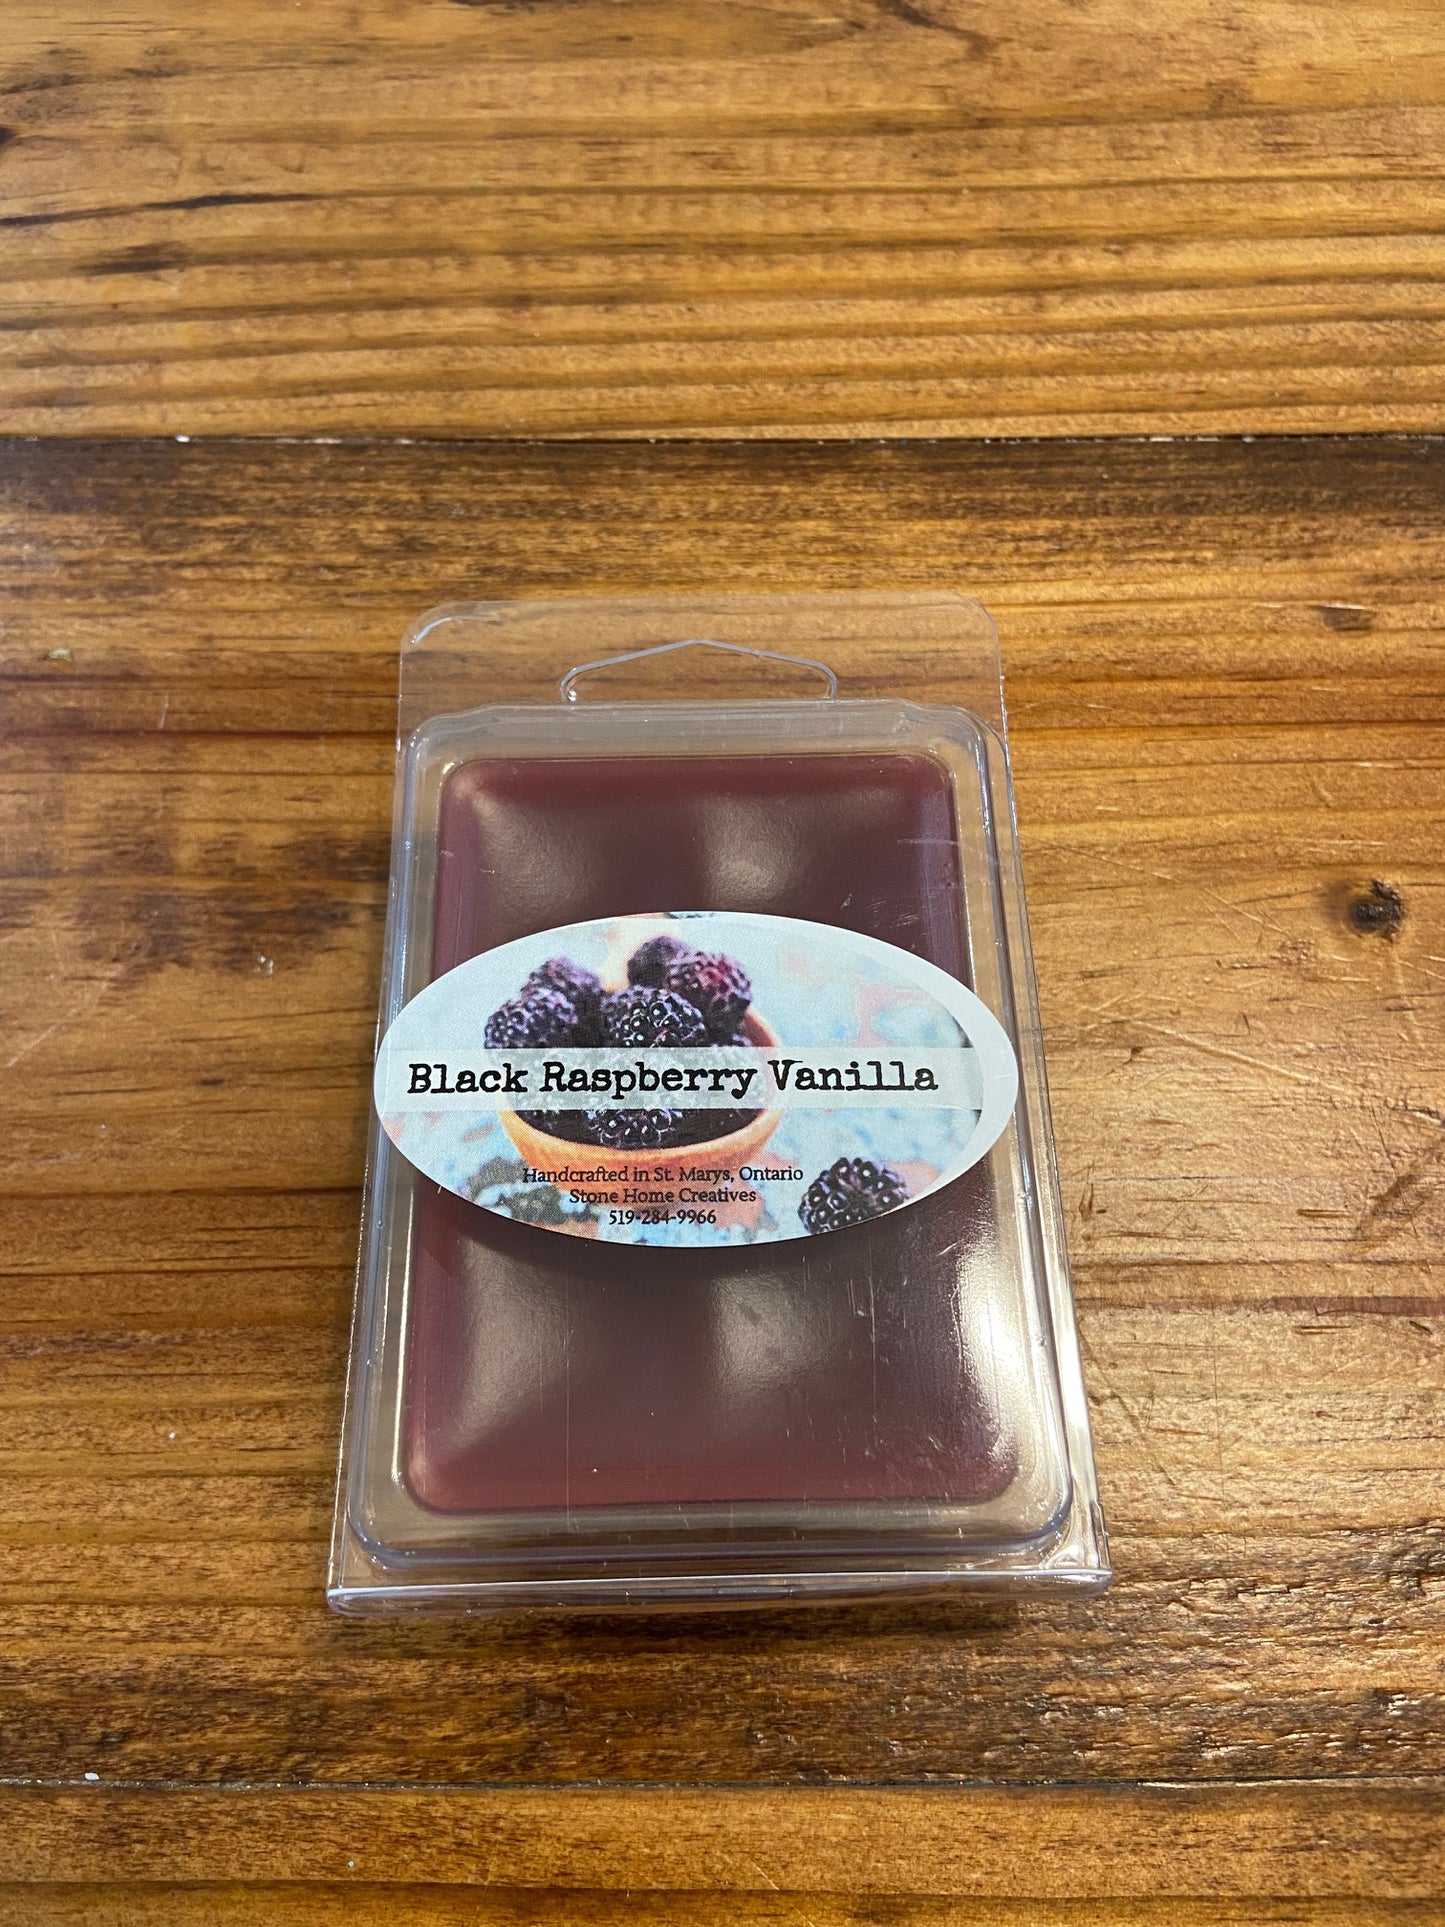 Black Raspberry Vanilla
Handcrafted in St. Marys, Ontario
Stone Home Creatives
519-284-9966